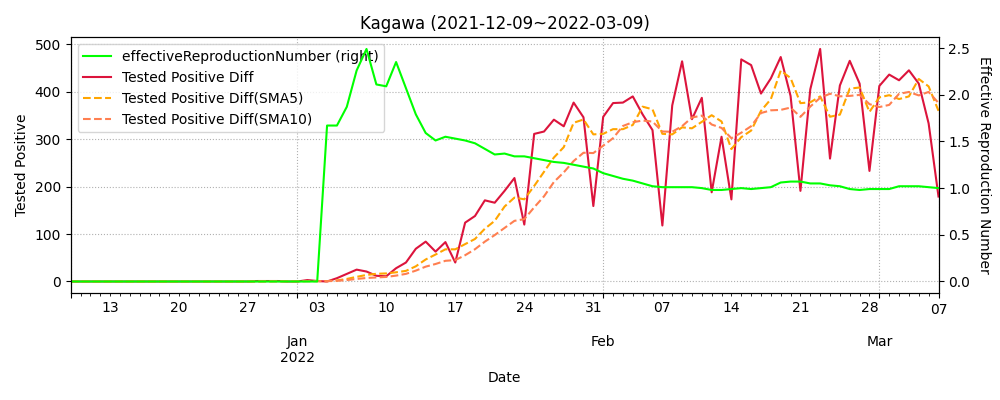 Kagawa (2021-12-09~2022-03-09)
effectiveReproductionNumber (right)
Tested Positive Diff
Tested Positive Diff(SMA5)
Tested Positive Diff(SMA10)
Tested Positive
500
400
300
200
100
0
2.5
2.0
1.5
1.0
0.5
0.0
Effective Reproduction Number
13 20 27 03 10 17 24 31 07 14 21 28 07
Jan Feb Mar
2022
Date